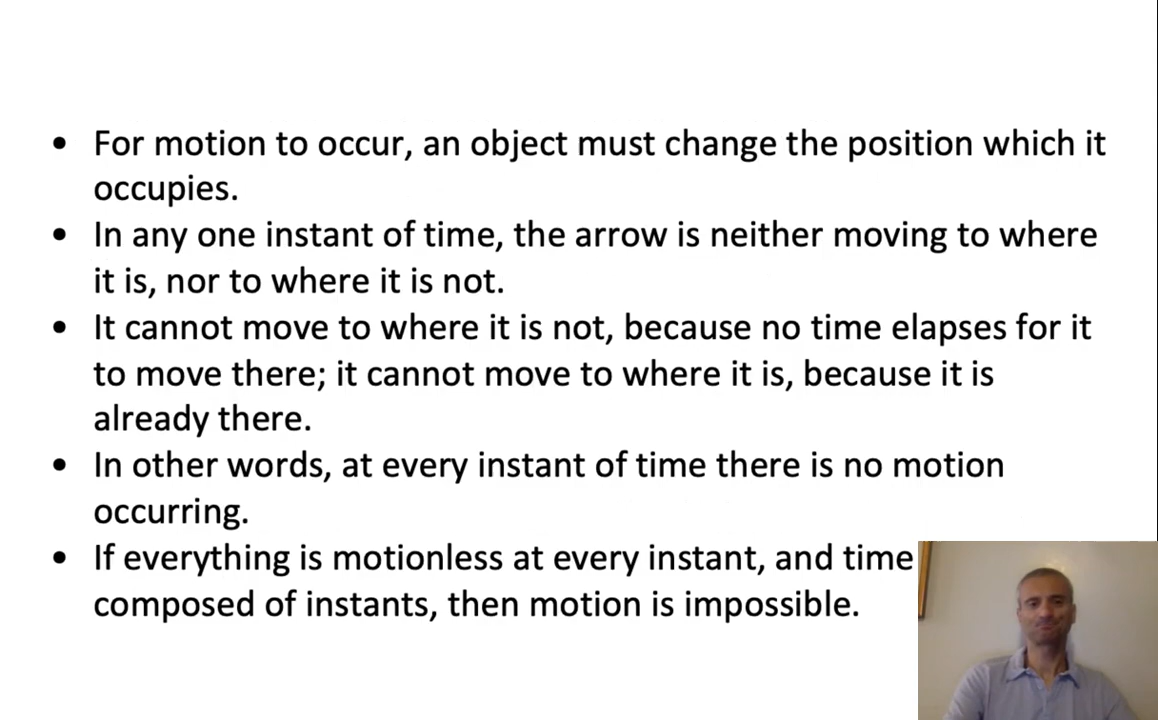 • For motion to occur, an object must change the position which it
occupies.
• In any one instant of time, the arrow is neither moving to where
it is, nor to where it is not.
• It cannot move to where it is not, because no time elapses for it
to move there; it cannot move to where it is, because it is
already there.
• In other words, at every instant of time there is no motion
occurring.
• If everything is motionless at every instant, and time
composed of instants, then motion is impossible.